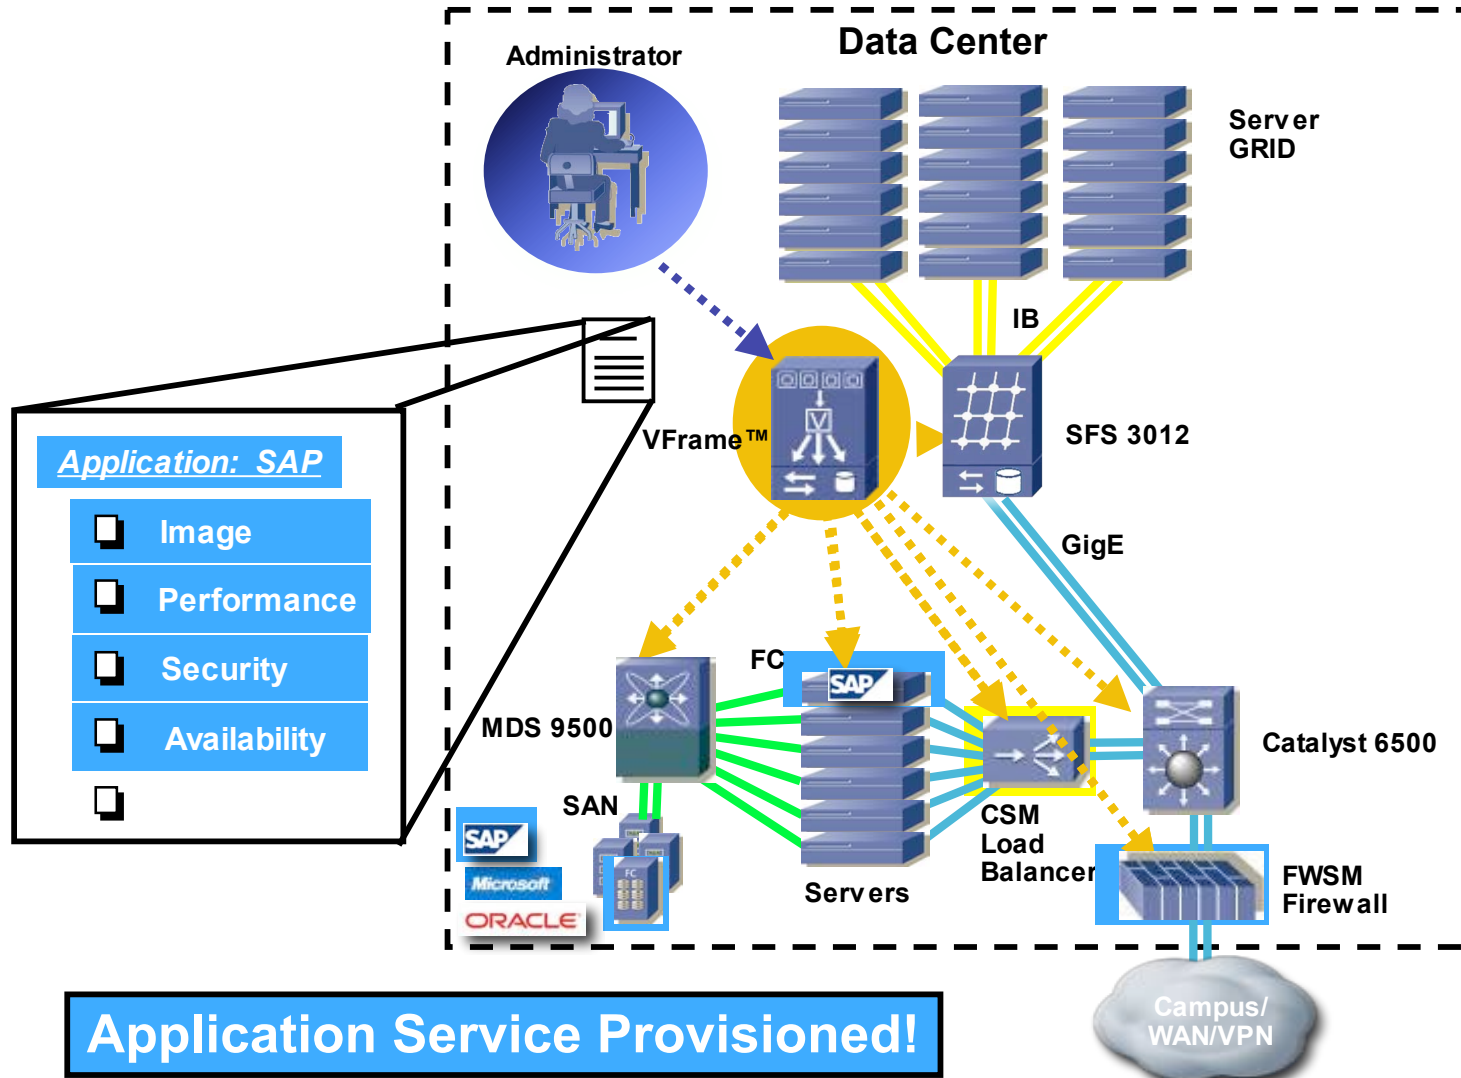 Data Center
Administrator
Server
GRID
IB
VFrame™
V
SFS 3012
Application: SAP
Image
Performance
Security
Availability
GigE
FC
SAP
MDS 9500
Catalyst 6500
SAN
CSM
Load
Balancer
SAP
Microsoft
ORACLE
FC
Servers
FWSM
Firewall
Campus/
WAN/VPN
Application Service Provisioned!